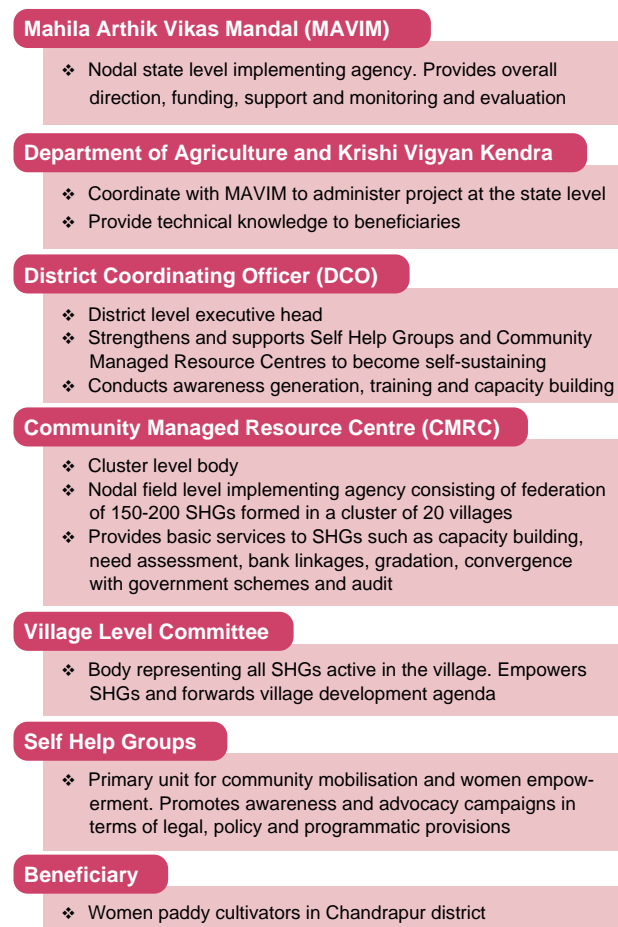 Mahila Arthik Vikas Mandal (MAVIM)
❖ Nodal state level implementing agency. Provides overall
direction, funding, support and monitoring and evaluation
Department of Agriculture and Krishi Vigyan Kendra
❖ Coordinate with MAVIM to administer project at the state level
❖ Provide technical knowledge to beneficiaries
District Coordinating Officer (DCO)
❖ District level executive head
❖ Strengthens and supports Self Help Groups and Community
Managed Resource Centres to become self-sustaining
❖ Conducts awareness generation, training and capacity building
Community Managed Resource Centre (CMRC)
❖ Cluster level body
❖ Nodal field level implementing agency consisting of federation
of 150-200 SHGs formed in a cluster of 20 villages
❖ Provides basic services to SHGs such as capacity building,
need assessment, bank linkages, gradation, convergence
with government schemes and audit
Village Level Committee
❖ Body representing all SHGs active in the village. Empowers
SHGs and forwards village development agenda
Self Help Groups
❖ Primary unit for community mobilisation and women empow-
erment. Promotes awareness and advocacy campaigns in
terms of legal, policy and programmatic provisions
Beneficiary
❖ Women paddy cultivators in Chandrapur district